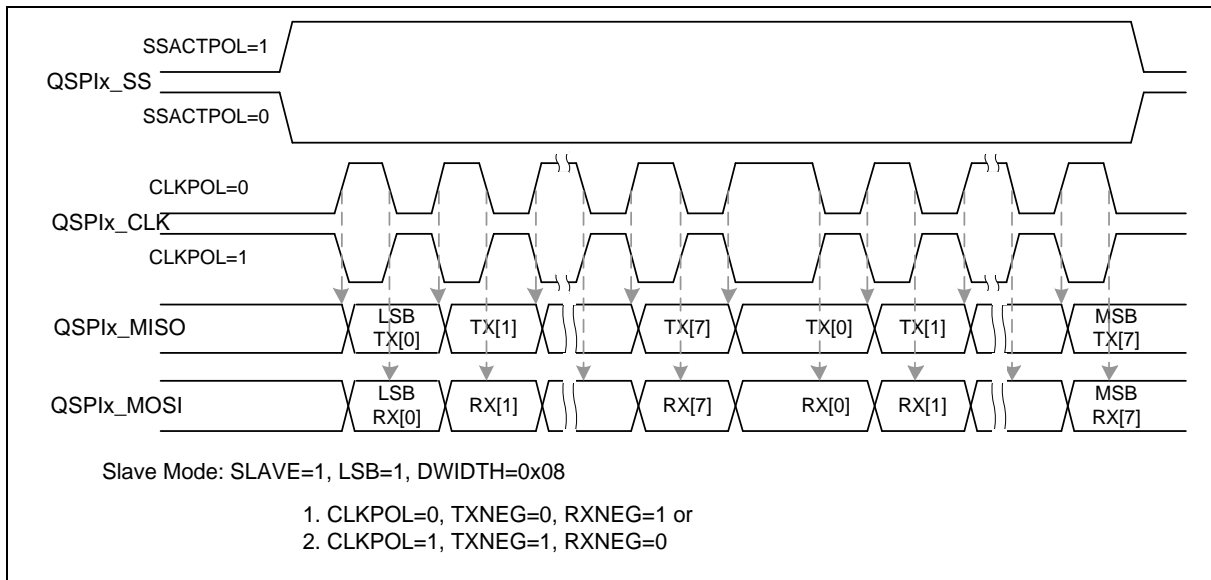 SSACTPOL=1
QSPIx_SS
SSACTPOL=0
CLKPOL=0
QSPIx_CLK
CLKPOL=1
QSPIx_MISO
LSB
TX[0]
TX[1]
TX[7]
TX[0]
TX[1]
MSB
TX[7]
QSPIx_MOSI
LSB
RX[0]
RX[1]
RX[7]
RX[0]
RX[1]
MSB
RX[7]
Slave Mode: SLAVE=1, LSB=1, DWIDTH=0x08
1. CLKPOL=0, TXNEG=0, RXNEG=1 or
2. CLKPOL=1, TXNEG=1, RXNEG=0